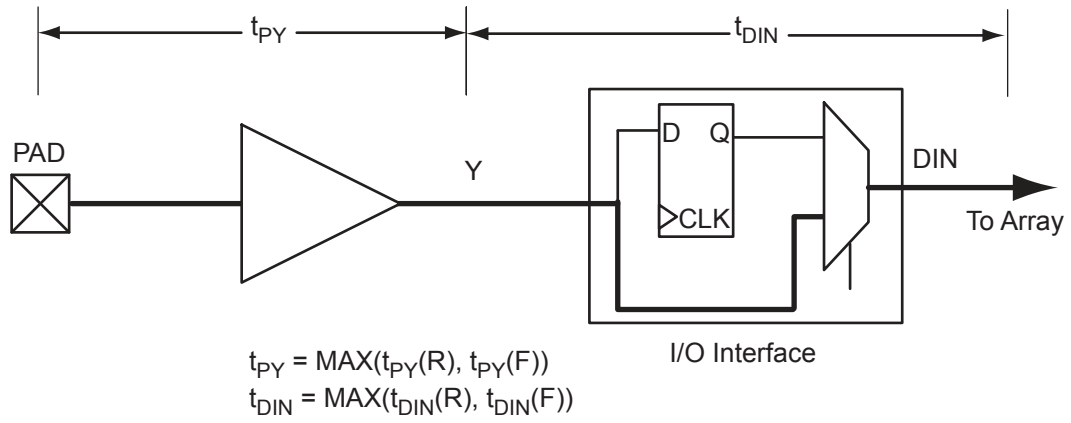 tPY
tDIN
PAD
Y
D Q
CLK
DIN
To Array
I/O Interface
tPY = MAX(tPY(R), tPY(F))
tDIN = MAX(tDIN(R), tDIN(F))